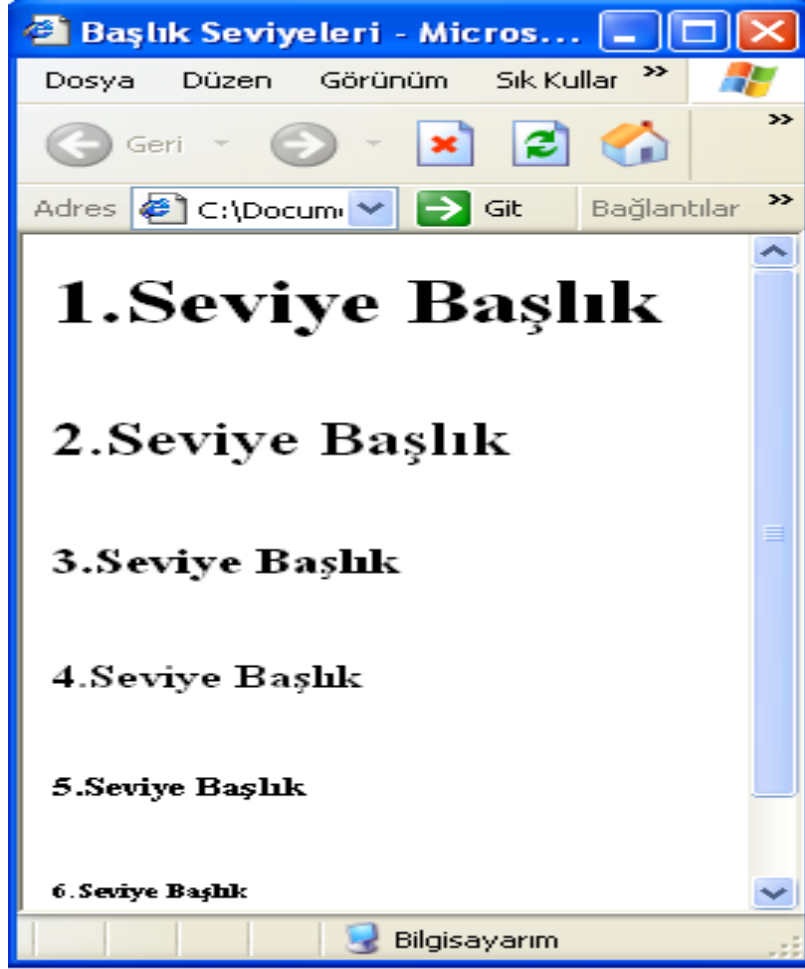 Başlık Seviyeleri - Micros...
Dosya Düzen Görünüm Sık Kullar »
Geri »
Adres C:\Docum Git Bağlantılar »
1.Seviye Başlık
2.Seviye Başlık
3.Seviye Başlık
4.Seviye Başlık
5.Seviye Başlık
6.Seviye Başlık
Bilgisayarım